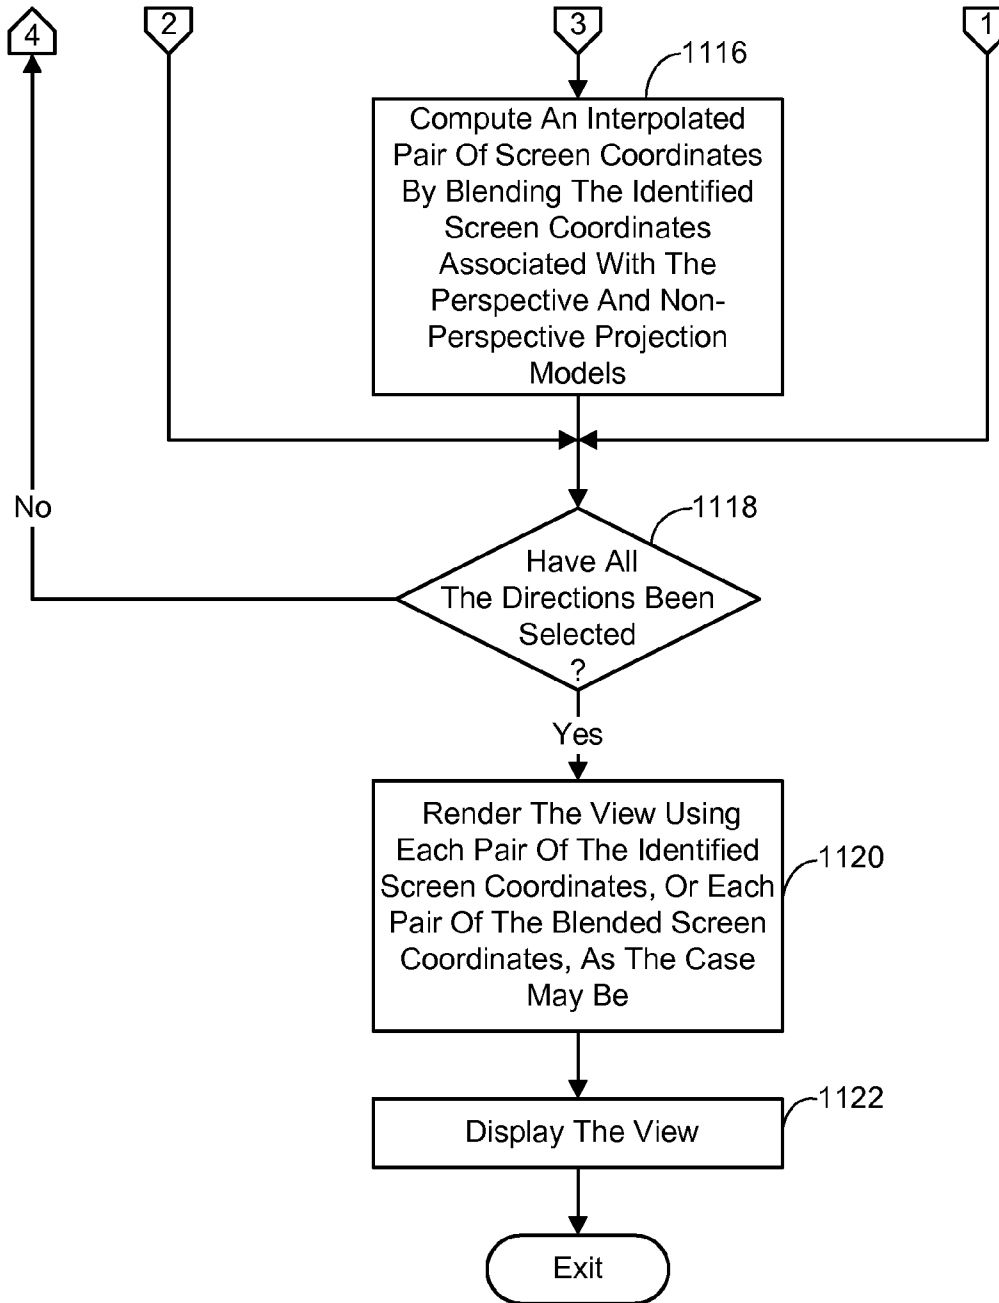 4
2
3
1
1116
Compute An Interpolated
Pair Of Screen Coordinates
By Blending The Identified
Screen Coordinates
Associated With The
Perspective And Non-
Perspective Projection
Models
No
1118
Have All
The Directions Been
Selected
?
Yes
Render The View Using
Each Pair Of The Identified
Screen Coordinates, Or Each
Pair Of The Blended Screen
Coordinates, As The Case
May Be
1120
1122
Display The View
Exit